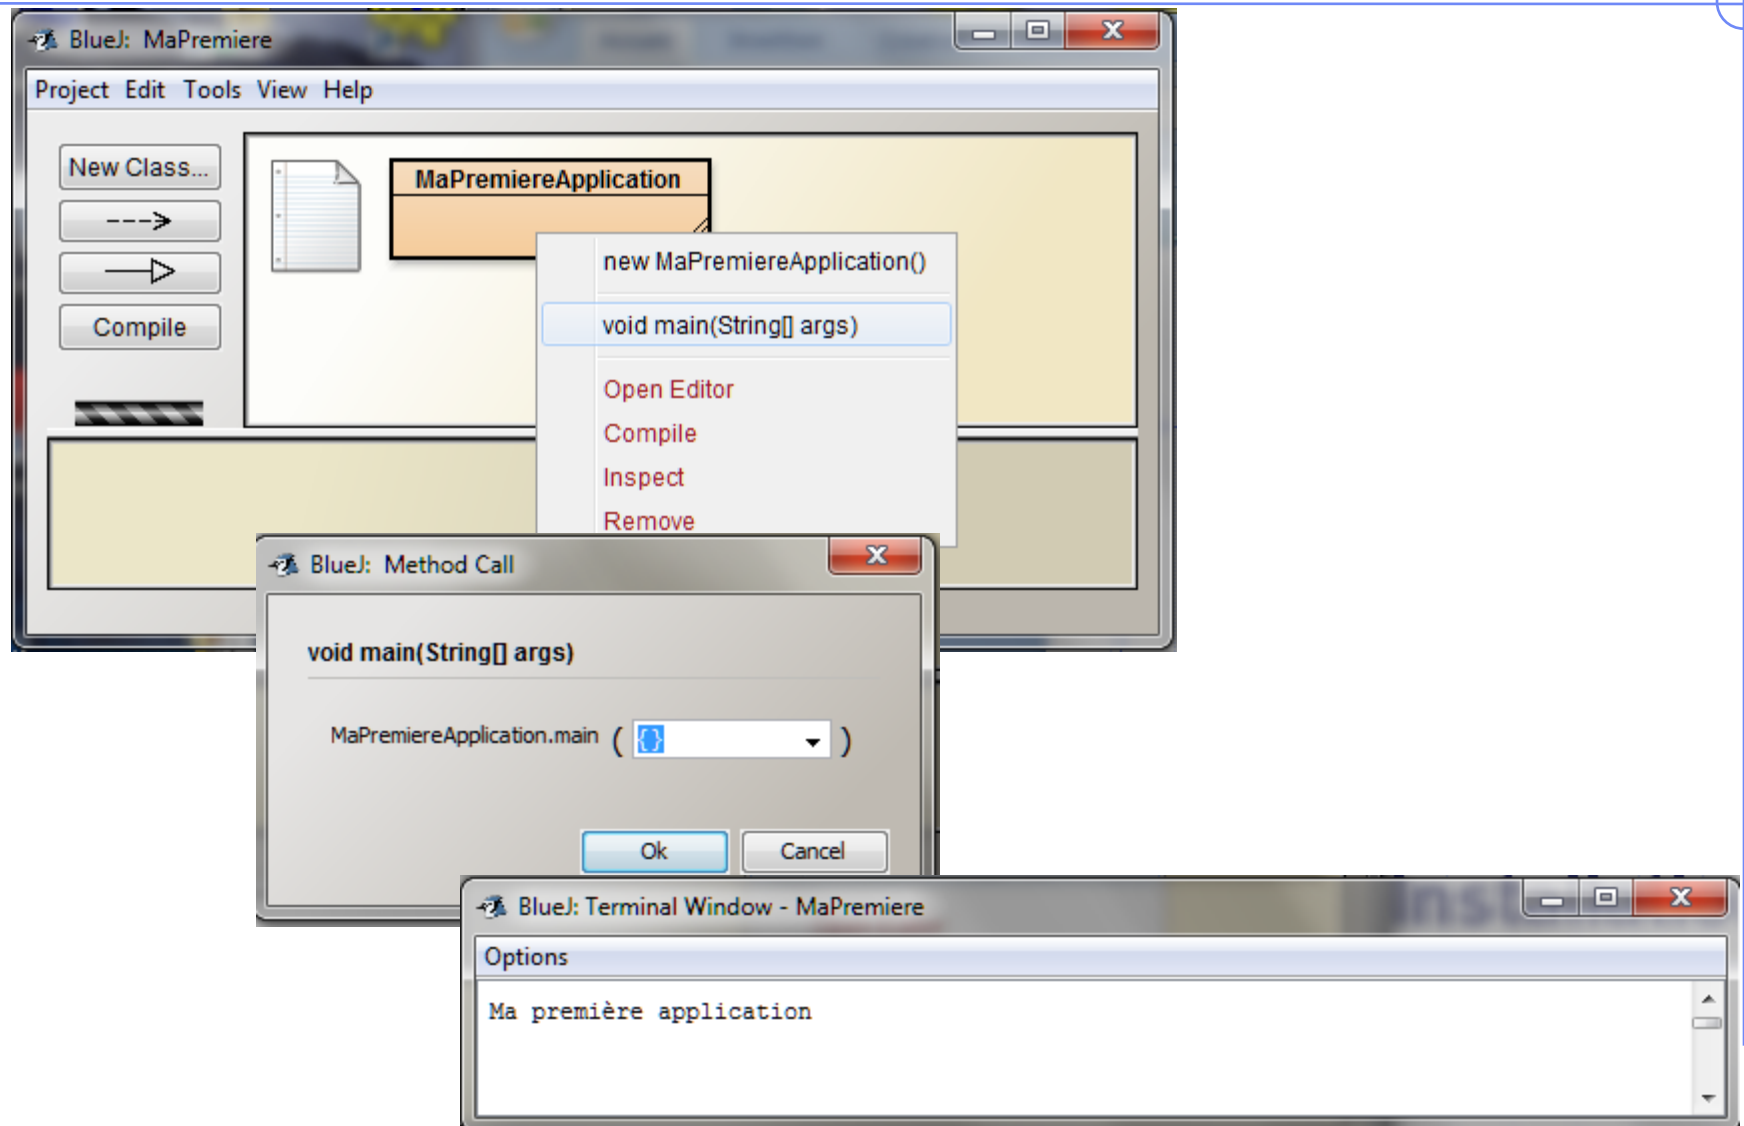 BlueJ: MaPremiere
Project Edit Tools View Help
New Class...
MaPremiereApplication
new MaPremiereApplication()
Compile
void main(String[] args)
Open Editor
Compile
Inspect
Remove
BlueJ: Method Call
void main(String[] args)
MaPremiereApplication.main ( {} )
Ok Cancel
BlueJ: Terminal Window - MaPremiere
Options
Ma première application